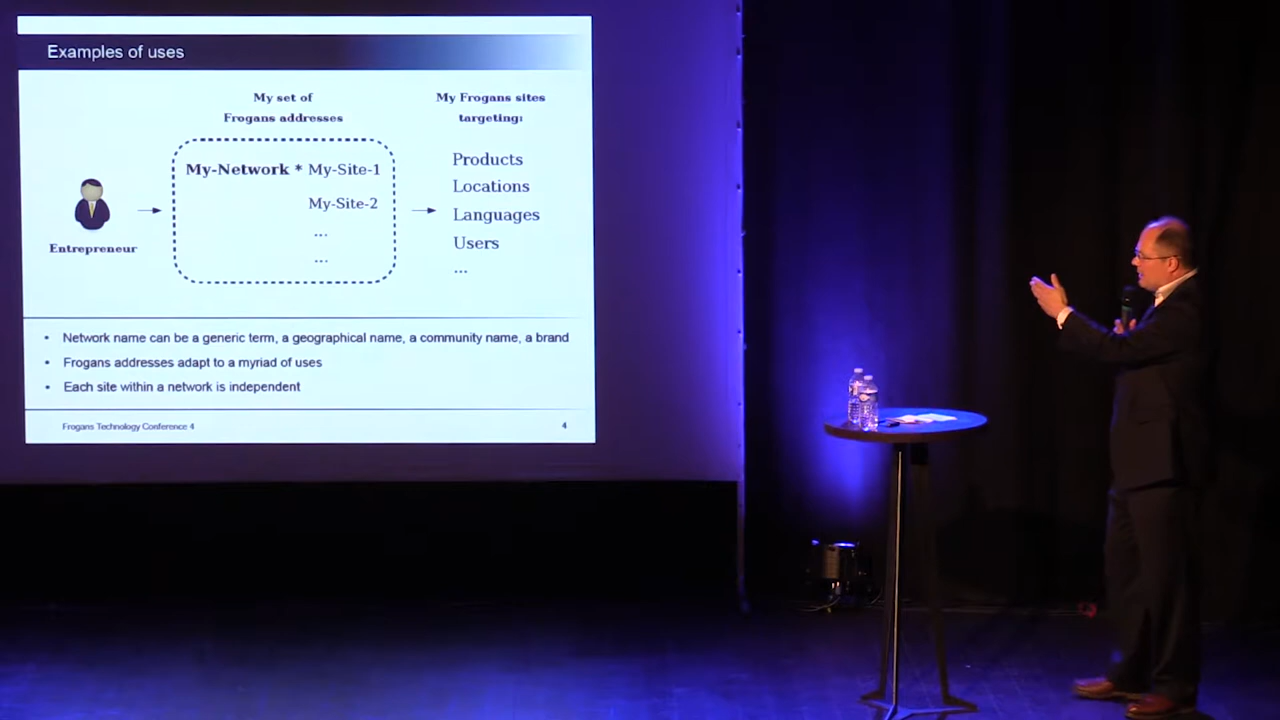 Examples of uses
My set of
Frogans addresses
My Frogans sites
targeting:
Entrepreneur
My-Network * My-Site-1
My-Site-2
...
...
Products
Locations
Languages
Users
...
• Network name can be a generic term, a geographical name, a community name, a brand
• Frogans addresses adapt to a myriad of uses
• Each site within a network is independent
Frogans Technology Conference 4
4